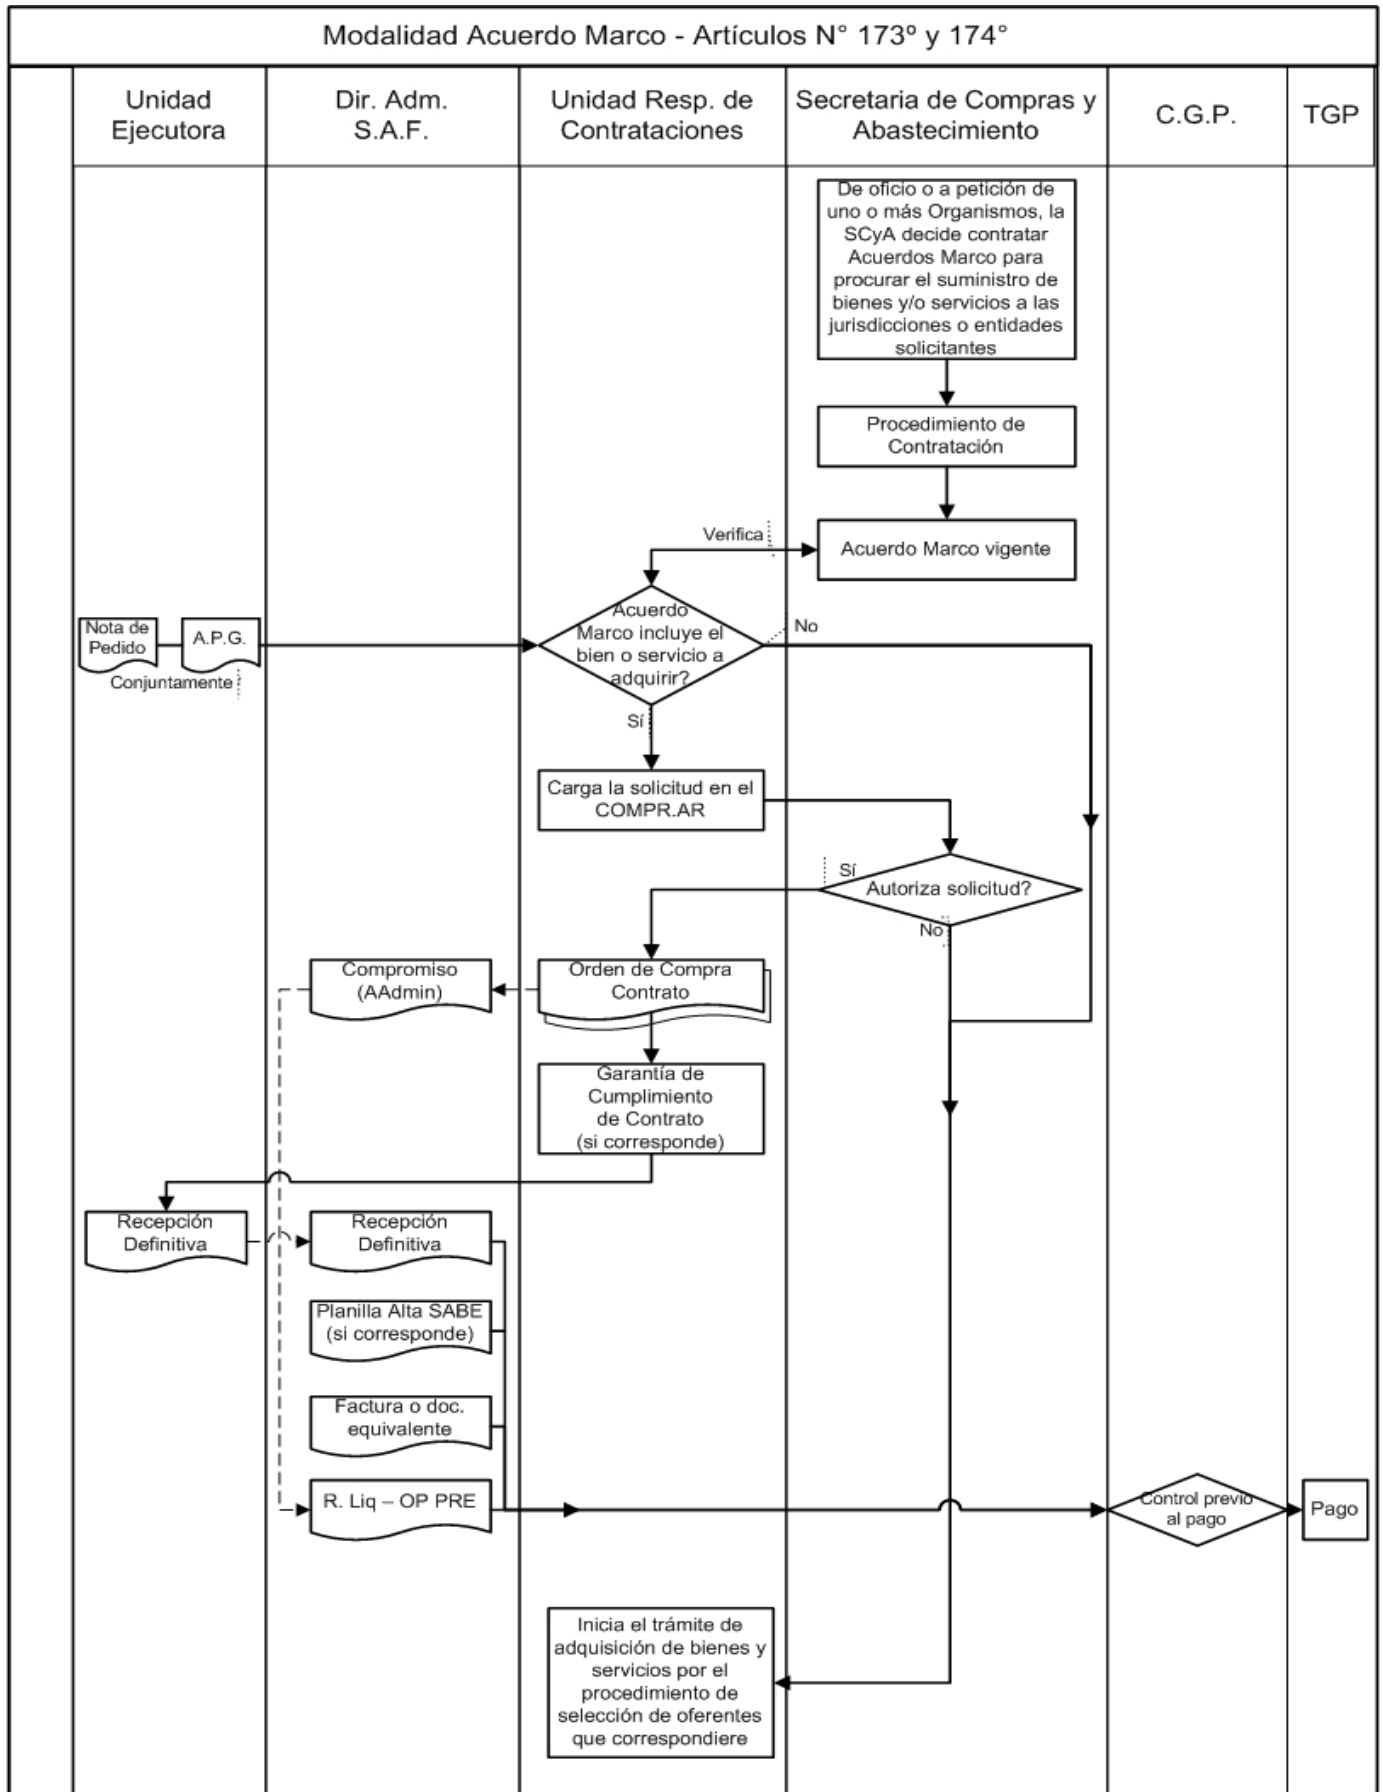 Modalidad Acuerdo Marco - Artículos N° 173º y 174°
Unidad
Ejecutora
Dir. Adm.
S.A.F.
Unidad Resp. de
Contrataciones
Secretaria de Compras y
Abastecimiento
C.G.P.
TGP
De oficio o a petición de
uno o más Organismos, la
SCyA decide contratar
Acuerdos Marco para
procurar el suministro de
bienes y/o servicios a las
jurisdicciones o entidades
solicitantes
Procedimiento de
Contratación
Verifica
Acuerdo Marco vigente
Nota de
Pedido
A.P.G.
Conjuntamente
Acuerdo
Marco incluye el
bien o servicio a
adquirir?
No
Sí
Carga la solicitud en el
COMPR.AR
Sí
Autoriza solicitud?
No
Compromiso
(AAdmin)
Orden de Compra
Contrato
Garantía de
Cumplimiento
de Contrato
(si corresponde)
Recepción
Definitiva
Recepción
Definitiva
Planilla Alta SABE
(si corresponde)
Factura o doc.
equivalente
R. Liq – OP PRE
Control previo
al pago
Pago
Inicia el trámite de
adquisición de bienes y
servicios por el
procedimiento de
selección de oferentes
que correspondiere